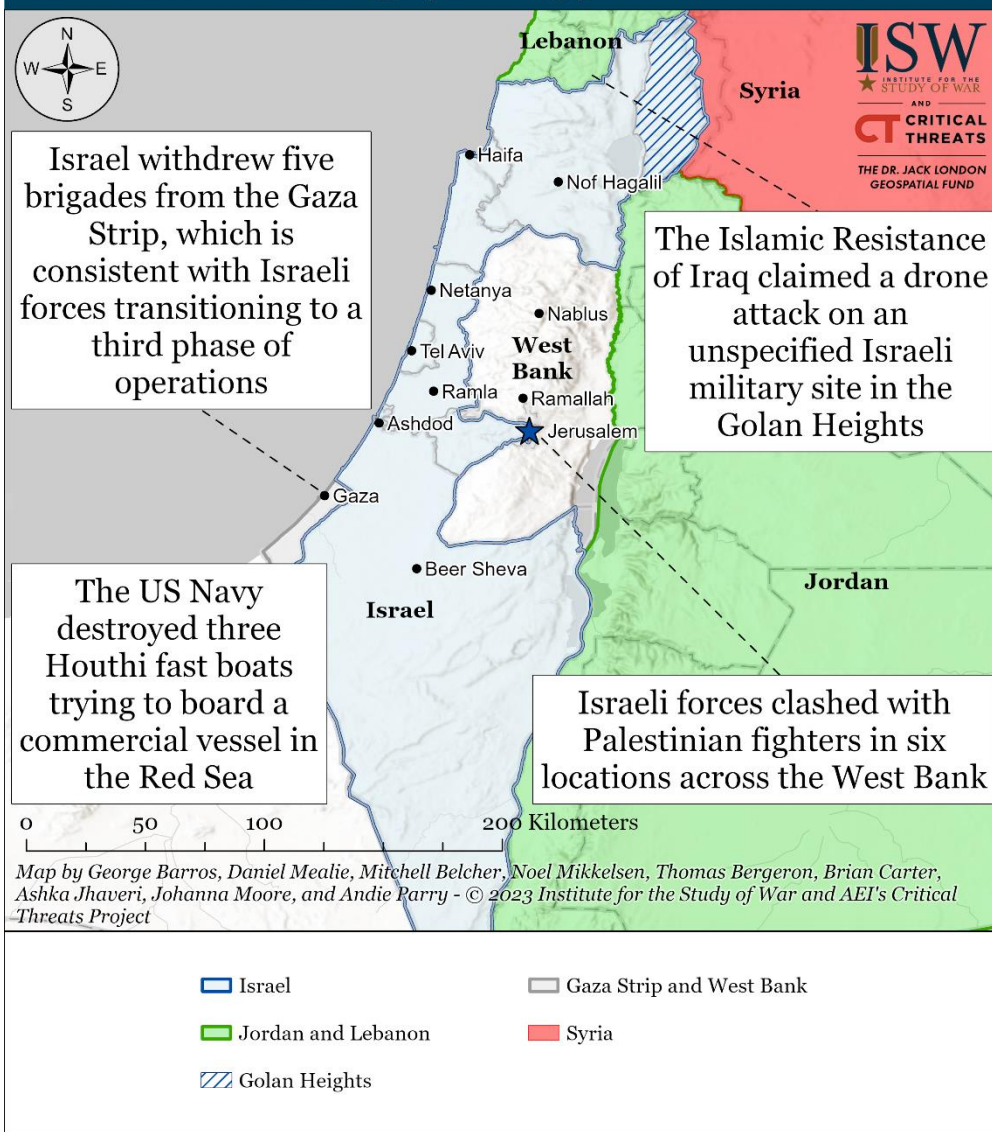 N
W E
S
Lebanon
Syria
ISW
INSTITUTE FOR THE
STUDY OF WAR
AND
CT CRITICAL
THREATS
THE DR. JACK LONDON
GEOSPATIAL FUND
Israel withdrew five
brigades from the Gaza
Strip, which is
consistent with Israeli
forces transitioning to a
third phase of
operations
Haifa
Nof Hagalil
The Islamic Resistance
of Iraq claimed a drone
attack on an
unspecified Israeli
military site in the
Golan Heights
Netanya
Nablus
Tel Aviv
West
Bank
Ramla
Ramallah
Ashdod
Jerusalem
Gaza
Beer Sheva
Israel
Jordan
The US Navy
destroyed three
Houthi fast boats
trying to board a
commercial vessel in
the Red Sea
Israeli forces clashed with
Palestinian fighters in six
locations across the West Bank
0 50 100 200 Kilometers
Map by George Barros, Daniel Mealie, Mitchell Belcher, Noel Mikkelsen, Thomas Bergeron, Brian Carter,
Ashka Jhaveri, Johanna Moore, and Andie Parry - © 2023 Institute for the Study of War and AEI's Critical
Threats Project
Israel
Gaza Strip and West Bank
Jordan and Lebanon
Syria
Golan Heights